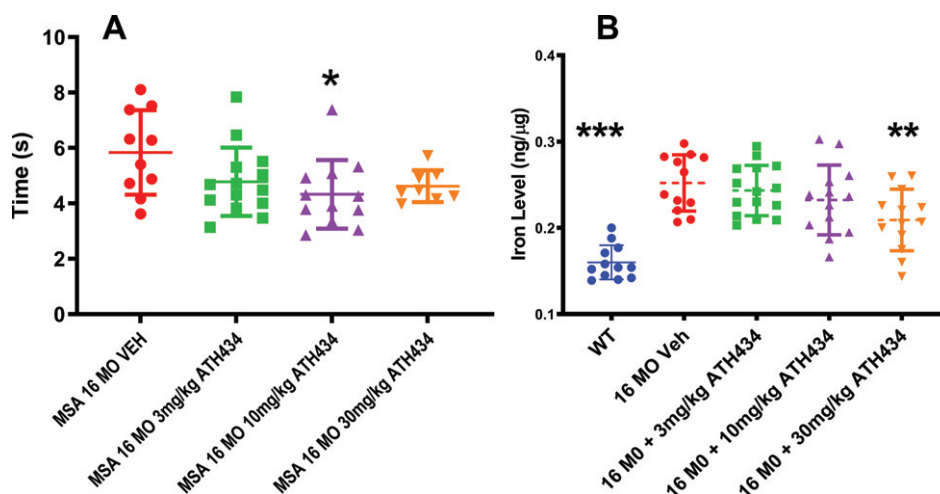 A
Time (s)
10
8
6
4
2
0
*
MSA 16 MO VEH
MSA 16 MO 3mg/kg ATH434
MSA 16 MO 10mg/kg ATH434
MSA 16 MO 30mg/kg ATH434
B
Iron Level (ng/μg)
0.4
0.3
0.2
0.1
***
**
WT
16 MO Veh
16 M0 + 3mg/kg ATH434
16 M0 + 10mg/kg ATH434
16 M0 + 30mg/kg ATH434